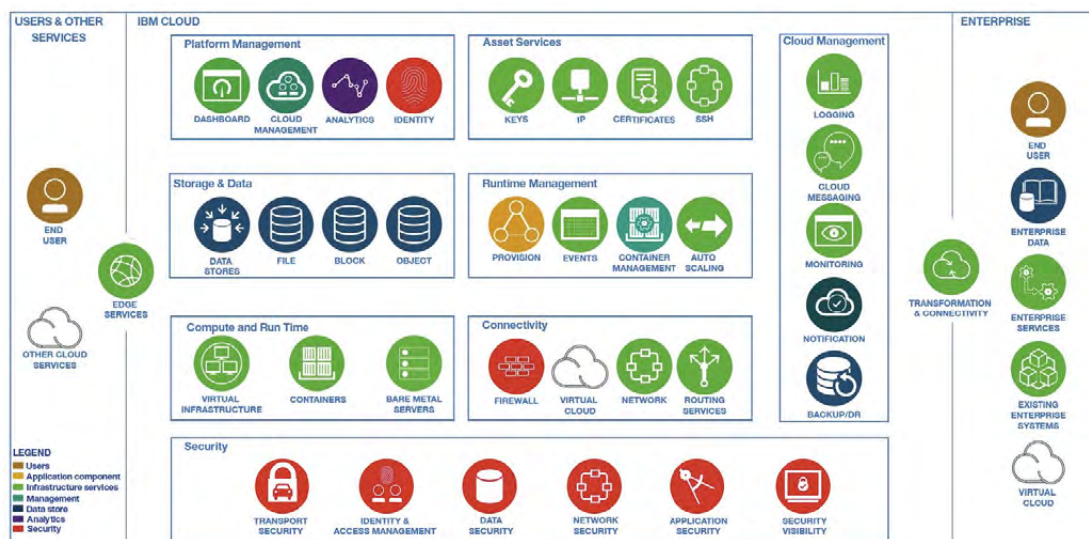 USERS & OTHER
SERVICES
IBM CLOUD
ENTERPRISE
Platform Management
DASHBOARD
CLOUD
MANAGEMENT
ANALYTICS
IDENTITY
Asset Services
KEYS
IP
CERTIFICATES
SSH
Cloud Management
LOGGING
CLOUD
MESSAGING
MONITORING
NOTIFICATION
BACKUP/DR
END
USER
EDGE
SERVICES
OTHER CLOUD
SERVICES
Storage & Data
DATA
STORES
FILE
BLOCK
OBJECT
Runtime Management
PROVISION
EVENTS
CONTAINER
MANAGEMENT
AUTO
SCALING
Compute and Run Time
VIRTUAL
INFRASTRUCTURE
CONTAINERS
BARE METAL
SERVERS
Connectivity
FIREWALL
VIRTUAL
CLOUD
NETWORK
ROUTING
SERVICES
TRANSFORMATION
& CONNECTIVITY
END
USER
ENTERPRISE
DATA
ENTERPRISE
SERVICES
EXISTING
ENTERPRISE
SYSTEMS
VIRTUAL
CLOUD
Security
TRANSPORT
SECURITY
IDENTITY &
ACCESS MANAGEMENT
DATA
SECURITY
NETWORK
SECURITY
APPLICATION
SECURITY
SECURITY
VISIBILITY
LEGEND
Users
Application component
Infrastructure services
Management
Data store
Analytics
Security